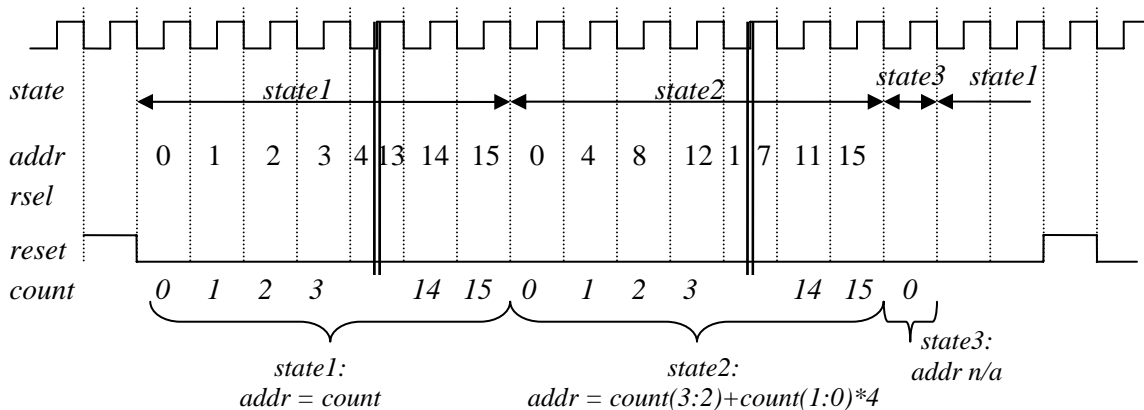 state3 state1
state state1 state2
addr 0 1 2 3 4 13 14 15 0 4 8 12 1 7 11 15
rsel
reset
count 0 1 2 3 14 15 0 1 2 3 14 15 0
state1: state2: state3:
addr n/a
addr = count addr = count(3:2)+count(1:0)*4